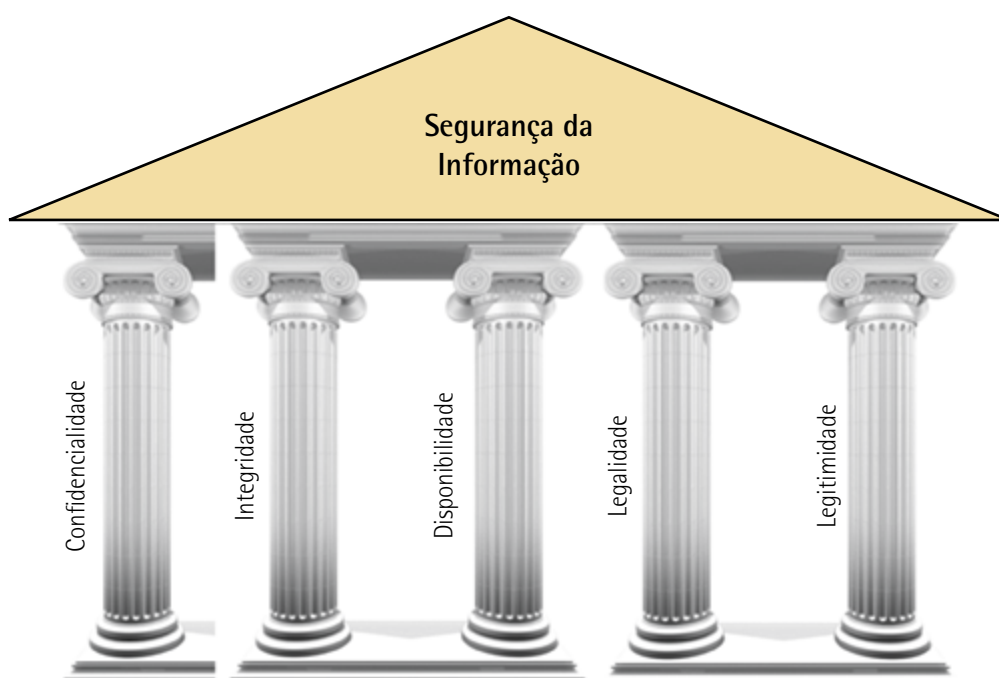 Segurança da
Informação
Confidencialidade
Integridade
Disponibilidade
Legalidade
Legitimidade